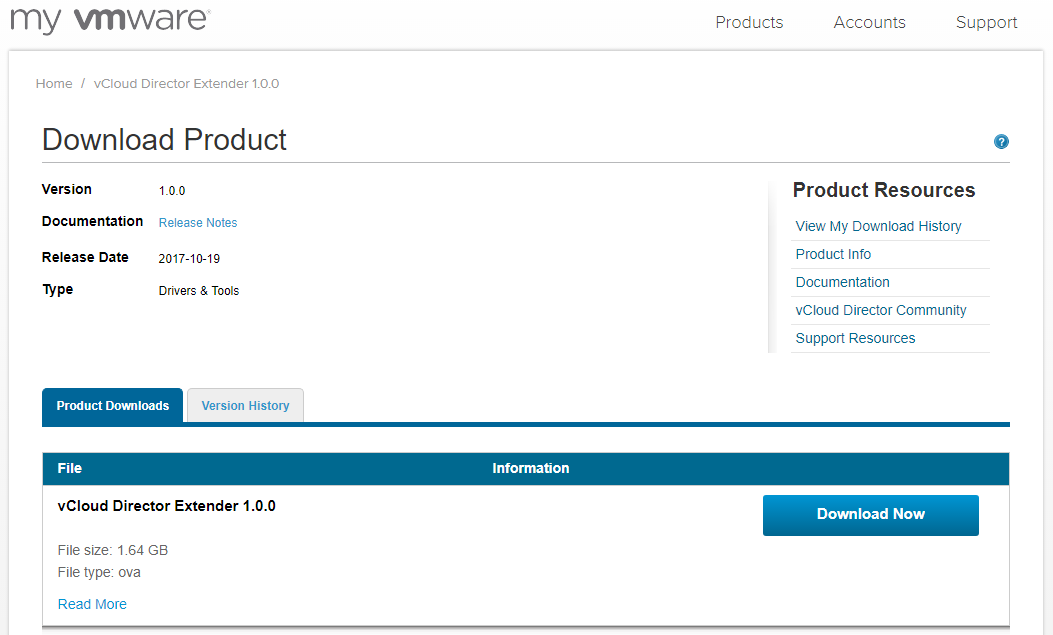 my vmware®
Products Accounts Support
Home / vCloud Director Extender 1.0.0
Download Product
?
Version 1.0.0
Documentation Release Notes
Release Date 2017-10-19
Type Drivers & Tools
Product Resources
View My Download History
Product Info
Documentation
vCloud Director Community
Support Resources
Product Downloads Version History
File Information
vCloud Director Extender 1.0.0
Download Now
File size: 1.64 GB
File type: ova
Read More